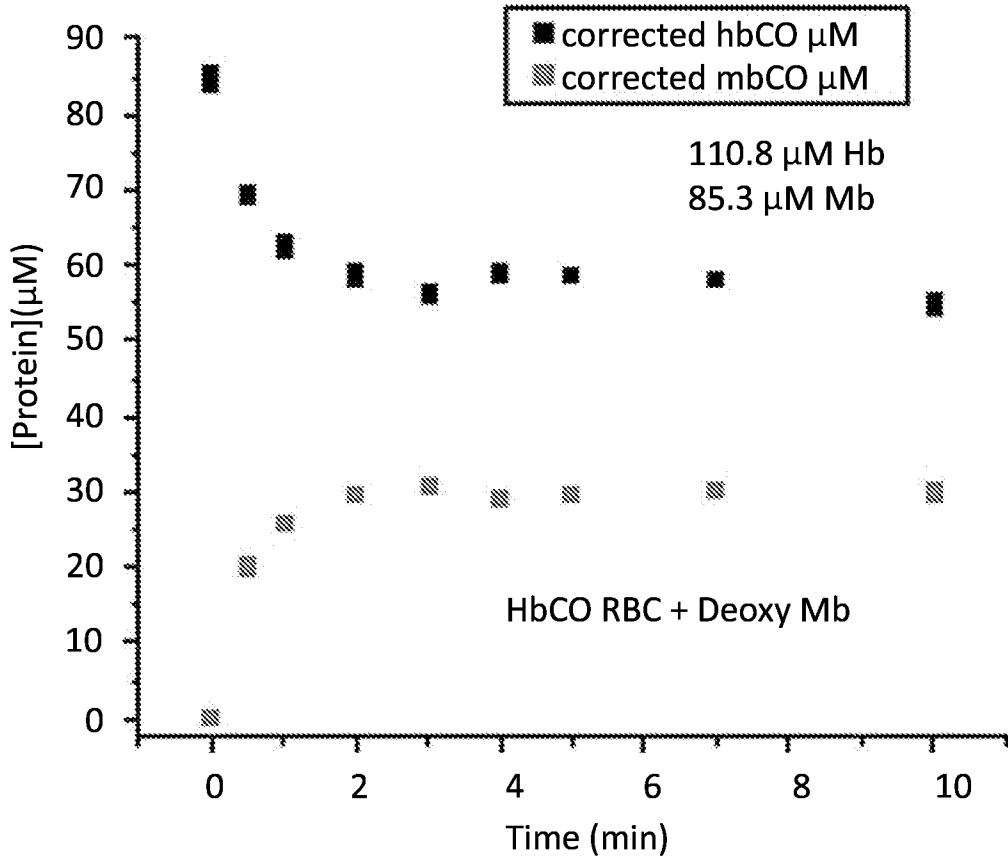 corrected hbCO μM
corrected mbCO μM
110.8 μM Hb
85.3 μM Mb
[Protein](μM)
90
80
70
60
50
40
30
20
10
0
HbCO RBC + Deoxy Mb
0 2 4 6 8 10
Time (min)